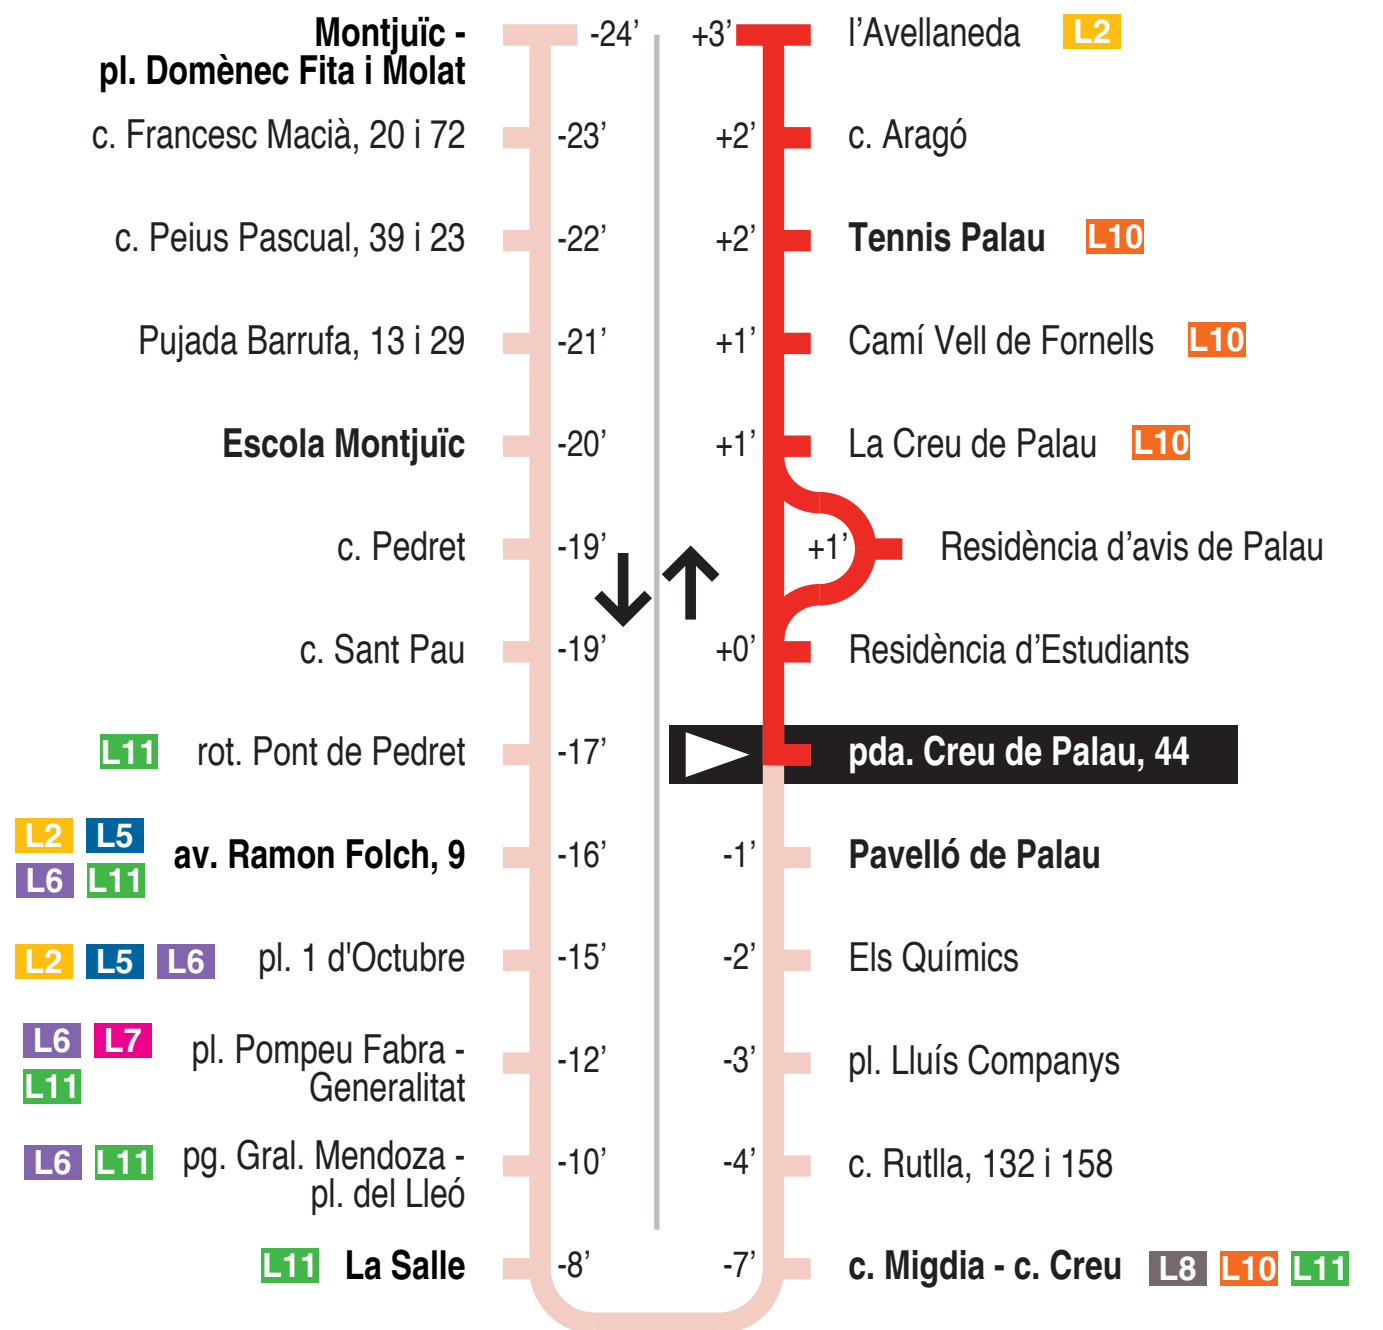 Montjuïc -
pl. Domènec Fita i Molat
-24’
c. Francesc Macià, 20 i 72
-23’
c. Peius Pascual, 39 i 23
-22’
Pujada Barrufa, 13 i 29
-21’
Escola Montjuïc
-20’
c. Pedret
-19’
c. Sant Pau
-19’
L11 rot. Pont de Pedret
-17’
L2 L5
L6 L11
av. Ramon Folch, 9
-16’
L2 L5 L6 pl. 1 d'Octubre
-15’
L6 L7
L11
pl. Pompeu Fabra -
Generalitat
-12’
L6 L11 pg. Gral. Mendoza -
pl. del Lleó
-10’
L11 La Salle
-8’
+3’ l’Avellaneda L2
+2’ c. Aragó
+2’ Tennis Palau L10
+1’ Camí Vell de Fornells L10
+1’ La Creu de Palau L10
+1’ Residència d’avis de Palau
+0’ Residència d’Estudiants
pda. Creu de Palau, 44
-1’ Pavelló de Palau
-2’ Els Químics
-3’ pl. Lluís Companys
-4’ c. Rutlla, 132 i 158
-7’ c. Migdia - c. Creu L8 L10 L11